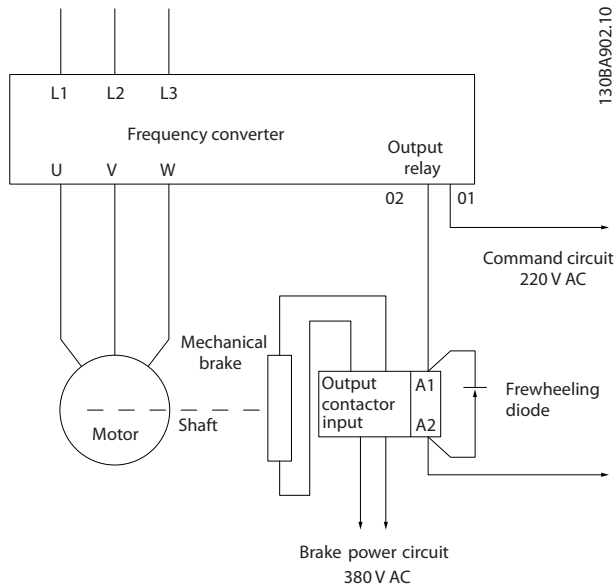 130BA902.10
L1 L2 L3
Frequency converter
Output
relay
U V W
02 01
Command circuit
220 V AC
Mechanical
brake
Output
contactor
input
A1
A2
Frewheeling
diode
Shaft
Motor
Brake power circuit
380 V AC